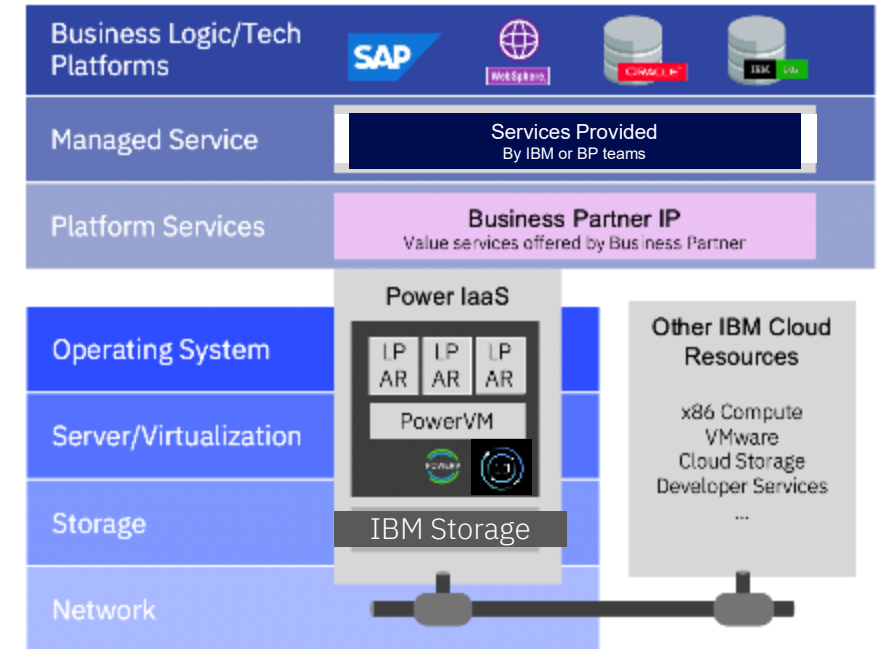 Business Logic/Tech
Platforms
SAP
WebSphere.
ORACLE
IBM
Managed Service
Services Provided
By IBM or BP teams
Platform Services
Business Partner IP
Value services offered by Business Partner
Power IaaS
Operating System
LP
AR
LP
AR
LP
AR
Server/Virtualization
PowerVM
Storage
IBM Storage
Network
Other IBM Cloud
Resources
x86 Compute
VMware
Cloud Storage
Developer Services
...